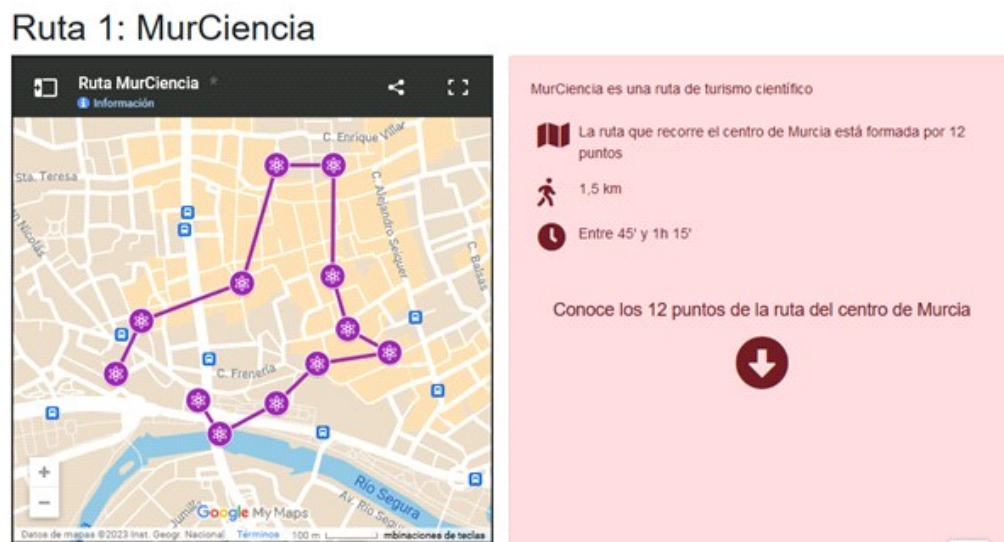 Ruta 1: MurCiencia
Ruta MurCiencia
Información
C. Enrique Villar
Sta. Teresa
C. Alejandro Seiquer
San Nicolás
C. Balsas
C. Frenería
Río Segura
Av. Río Segura
Jumilla
Google My Maps
Datos de mapas ©2023 Inst. Geogr. Nacional Términos 100 m mbinaciones de teclas
MurCiencia es una ruta de turismo científico
La ruta que recorre el centro de Murcia está formada por 12
puntos
1,5 km
Entre 45' y 1h 15'
Conoce los 12 puntos de la ruta del centro de Murcia